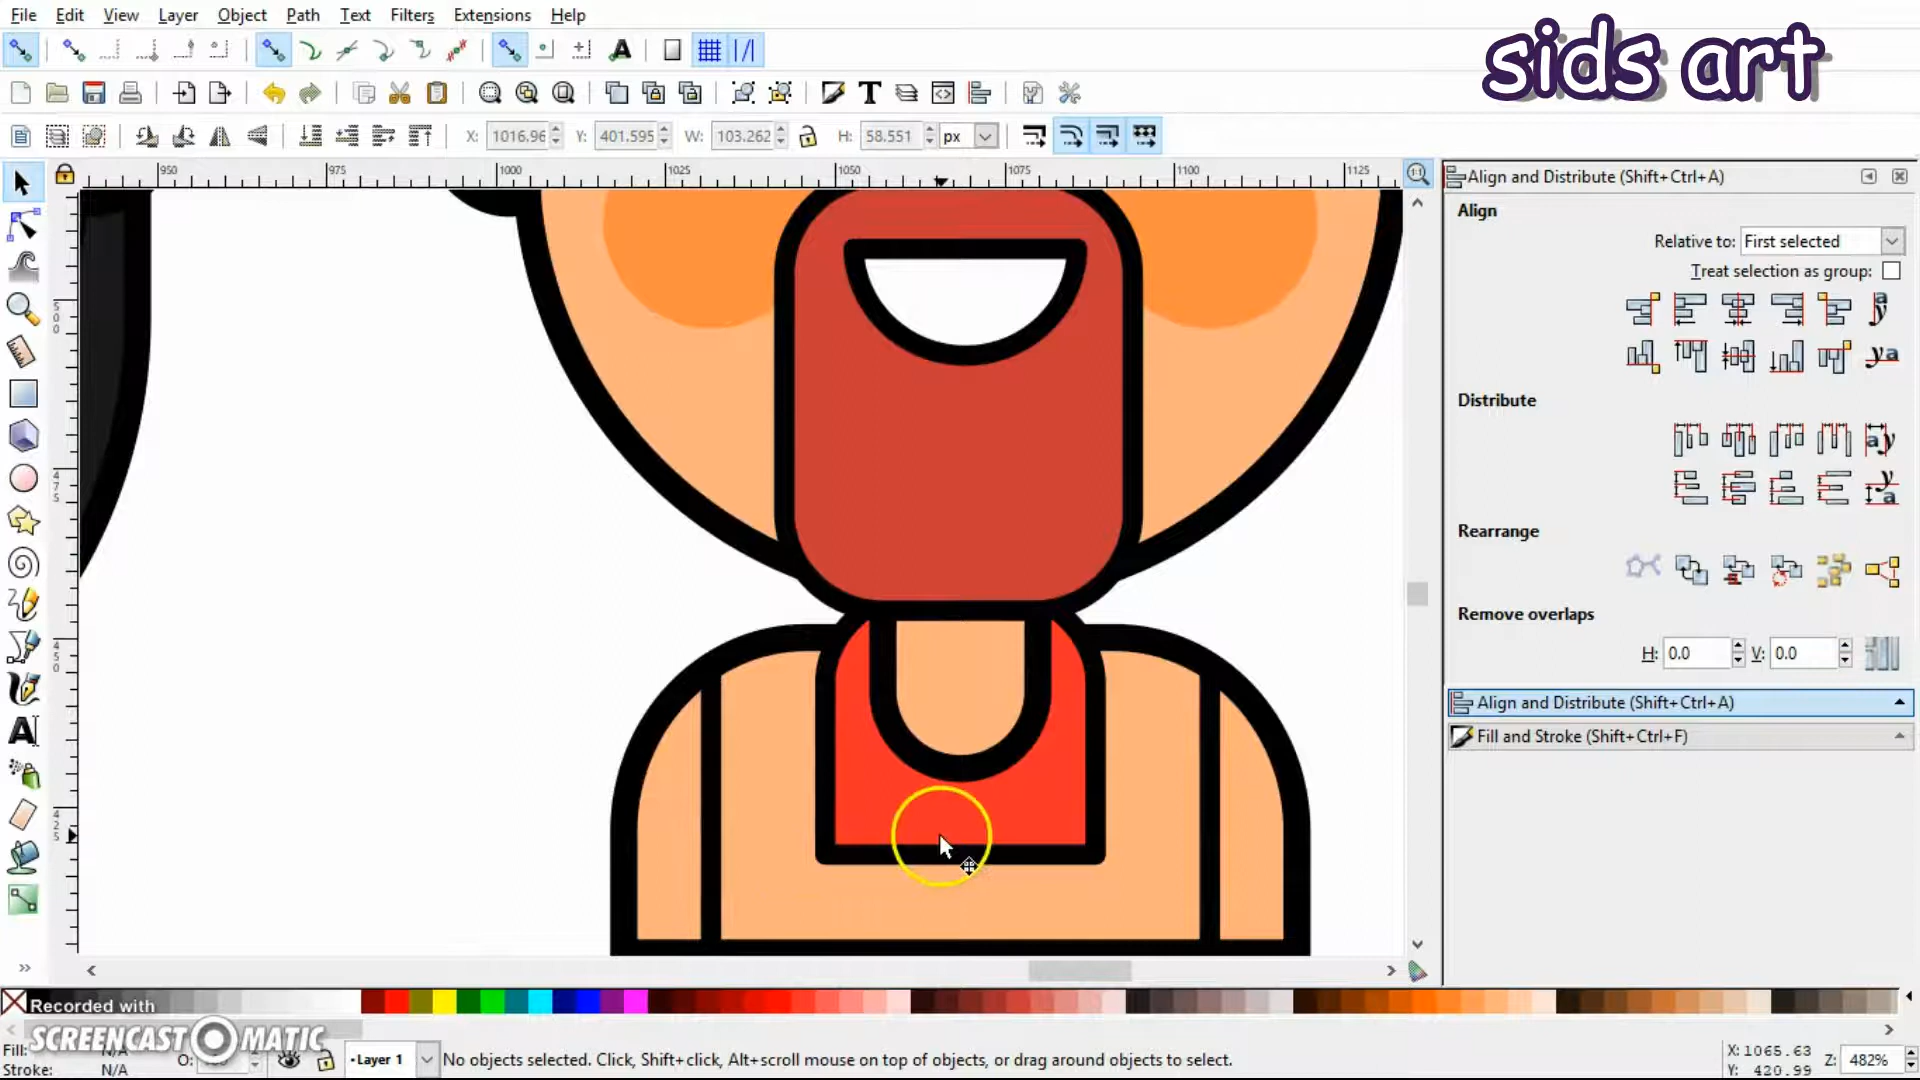 File Edit View Layer Object Path Text Filters Extensions Help
sids art
X: 1016.96 Y: 401.595 W: 103.262 H: 58.551 px
950 975 1000 1025 1050 1075 1100 1125
Align and Distribute (Shift+Ctrl+A)
Align
Relative to: First selected
Treat selection as group:
Distribute
Rearrange
Remove overlaps
H: 0.0 V: 0.0
Align and Distribute (Shift+Ctrl+A)
Fill and Stroke (Shift+Ctrl+F)
500
475
450
425
Recorded with
SCREENCAST MATIC
Fill: N/A
Stroke: N/A
O:
Layer 1
No objects selected. Click, Shift+click, Alt+scroll mouse on top of objects, or drag around objects to select.
X: 1065.63
Y: 420.99
Z: 482%